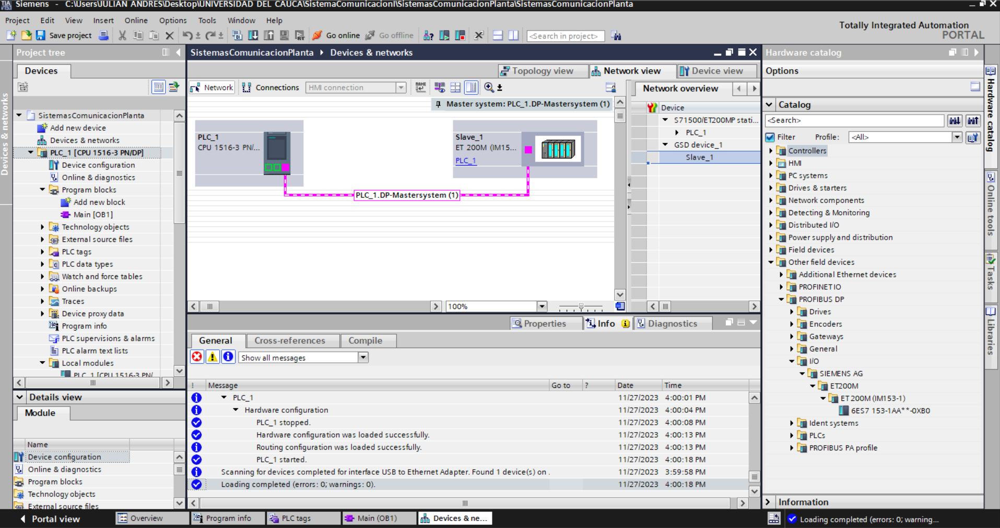 Siemens - C:\Users\JULIAN ANDRES\Desktop\UNIVERSIDAD DEL CAUCA\SistemaComunicacionI\SistemasComunicacionPlanta\SistemasComunicacionPlanta
Project Edit View Insert Online Options Tools Window Help
Totally Integrated Automation
PORTAL
Save project
Go online
Go offline
<Search in project>
Project tree
SistemasComunicacionPlanta
Devices & networks
Hardware catalog
Devices
Topology view
Network view
Device view
Options
Network
Connections
HMI connection
Network overview
Master system: PLC_1.DP-Mastersystem (1)
Catalog
Device
SistemasComunicacionPlanta
Add new device
Devices & networks
PLC_1 [CPU 1516-3 PN/DP]
Device configuration
Online & diagnostics
Program blocks
Add new block
Main [OB1]
Technology objects
External source files
PLC tags
PLC data types
Watch and force tables
Online backups
Traces
Device proxy data
Program info
PLC supervisions & alarms
PLC alarm text lists
Local modules
PLC_1 [CPU 1516-3 PN/
PLC_1
CPU 1516-3 PN/...
Slave_1
ET 200M (IM15...
PLC_1
PLC_1.DP-Mastersystem (1)
S71500/ET200MP stati...
PLC_1
GSD device_1
Slave_1
100%
<Search>
Filter
Profile:
<All>
Controllers
HMI
PC systems
Drives & starters
Network components
Detecting & Monitoring
Distributed I/O
Power supply and distribution
Field devices
Other field devices
Additional Ethernet devices
PROFINET IO
PROFIBUS DP
Drives
Encoders
Gateways
General
I/O
SIEMENS AG
ET200M
ET 200M (IM153-1)
6ES7 153-1AA**-0XB0
Ident systems
PLCs
PROFIBUS PA profile
Information
Devices & networks
Hardware catalog
Online tools
Tasks
Libraries
Properties
Info
Diagnostics
General
Cross-references
Compile
Show all messages
! Message Go to ? Date Time
PLC_1 11/27/2023 4:00:01 PM
Hardware configuration 11/27/2023 4:00:04 PM
PLC_1 stopped. 11/27/2023 4:00:08 PM
Hardware configuration was loaded successfully. 11/27/2023 4:00:13 PM
Routing configuration was loaded successfully. 11/27/2023 4:00:13 PM
PLC_1 started. 11/27/2023 4:00:18 PM
Scanning for devices completed for interface USB to Ethernet Adapter. Found 1 device(s) on . 11/27/2023 3:59:58 PM
Loading completed (errors: 0; warnings: 0). 11/27/2023 4:00:18 PM
Details view
Module
Name
Device configuration
Online & diagnostics
Program blocks
Technology objects
External source files
Portal view
Overview
Program info
PLC tags
Main (OB1)
Devices & ne...
Loading completed (errors: 0; warning...